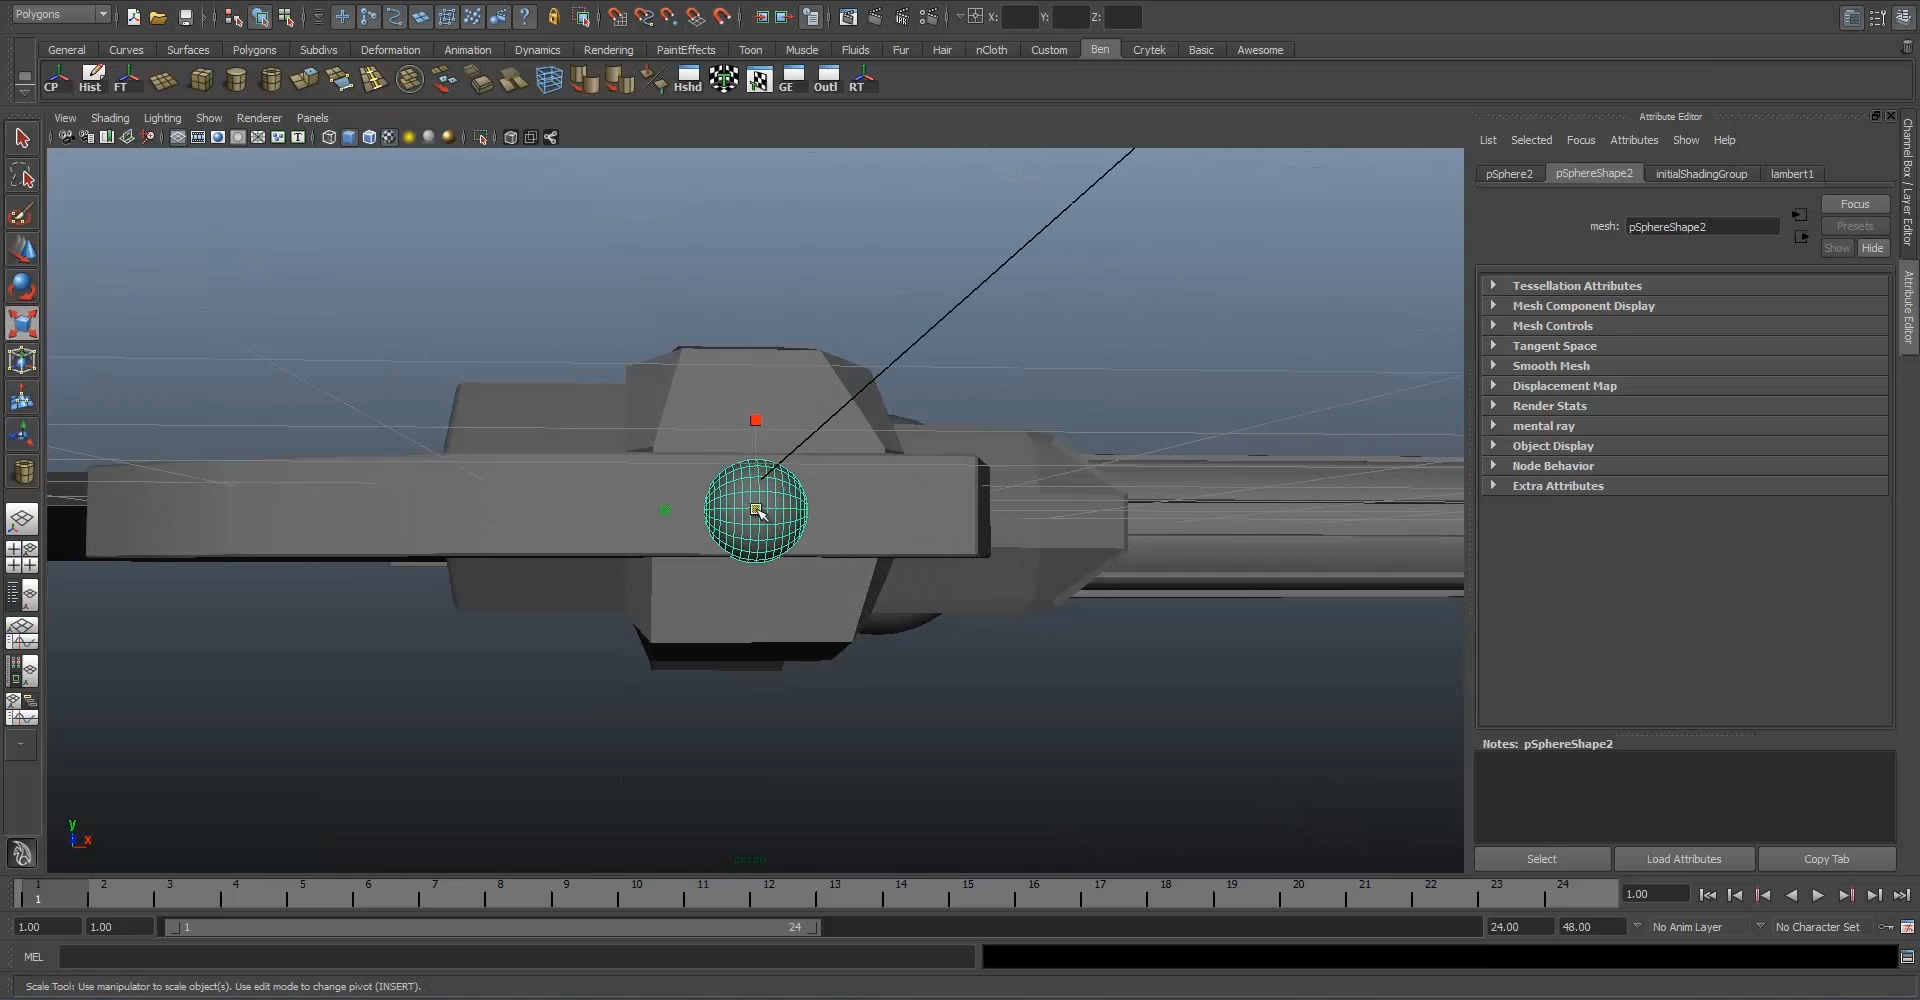 Polygons
X: Y: Z:
General Curves Surfaces Polygons Subdivs Deformation Animation Dynamics Rendering PaintEffects Toon Muscle Fluids Fur Hair nCloth Custom Ben Crytek Basic Awesome
CP Hist FT Hshd GE Outl RT
View Shading Lighting Show Renderer Panels
Attribute Editor
List Selected Focus Attributes Show Help
pSphere2 pSphereShape2 initialShadingGroup lambert1
Focus
mesh: pSphereShape2
Presets
Show Hide
Tessellation Attributes
Mesh Component Display
Mesh Controls
Tangent Space
Smooth Mesh
Displacement Map
Render Stats
mental ray
Object Display
Node Behavior
Extra Attributes
Channel Box / Layer Editor
Attribute Editor
Notes: pSphereShape2
y
x
persp
Select Load Attributes Copy Tab
1 2 3 4 5 6 7 8 9 10 11 12 13 14 15 16 17 18 19 20 21 22 23 24
1
1.00
1.00 1.00 1 24 24.00 48.00 No Anim Layer No Character Set
MEL
Scale Tool: Use manipulator to scale object(s). Use edit mode to change pivot (INSERT).